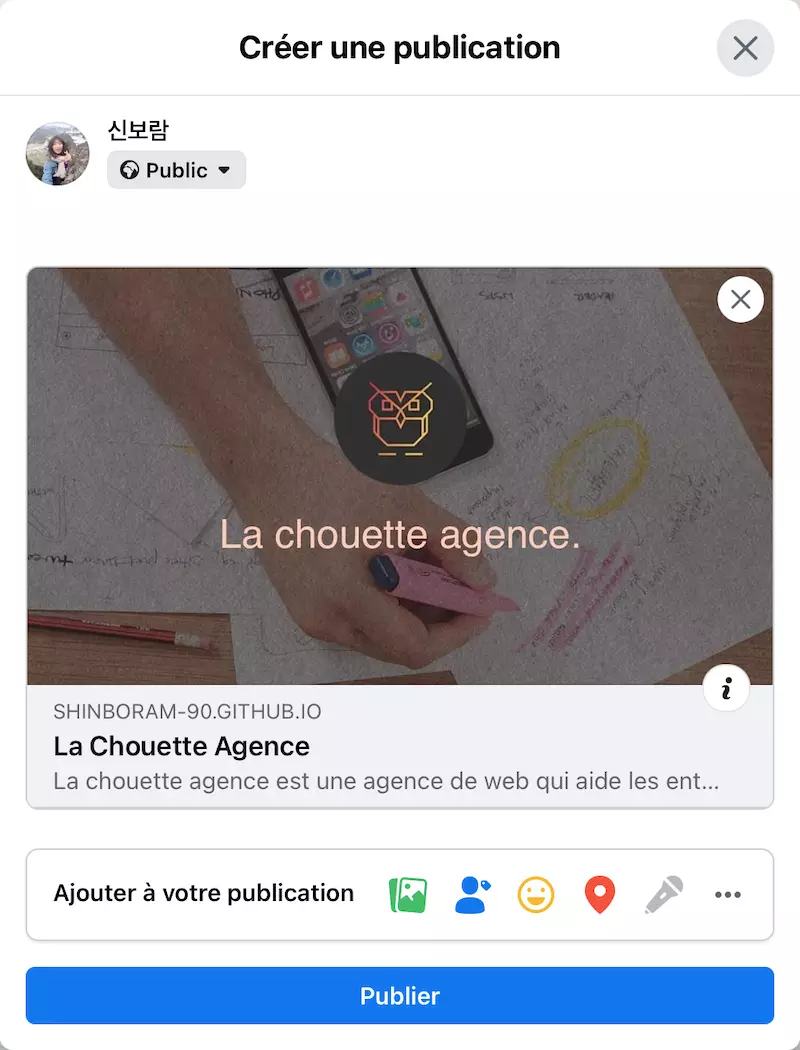 Créer une publication
신보람
Public
La chouette agence.
SHINBORAM-90.GITHUB.IO
La Chouette Agence
La chouette agence est une agence de web qui aide les ent...
Ajouter à votre publication
Publier